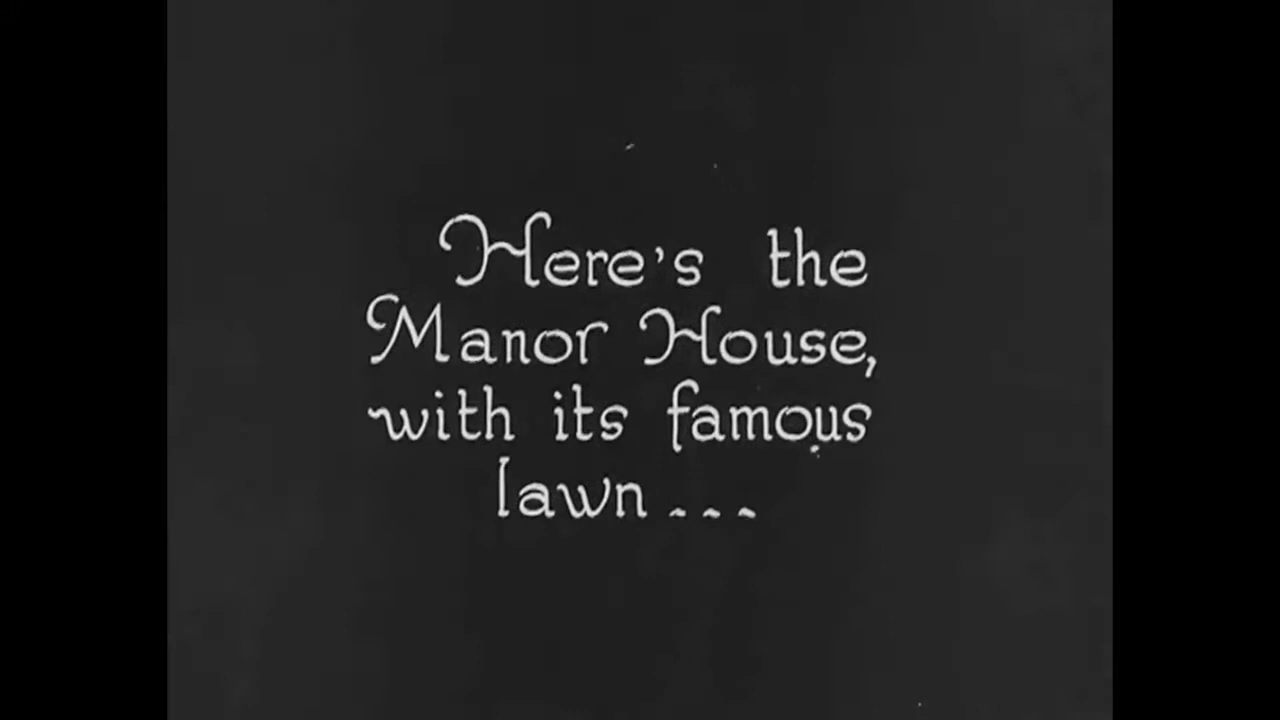 Here's the
Manor House,
with its famous
lawn ---